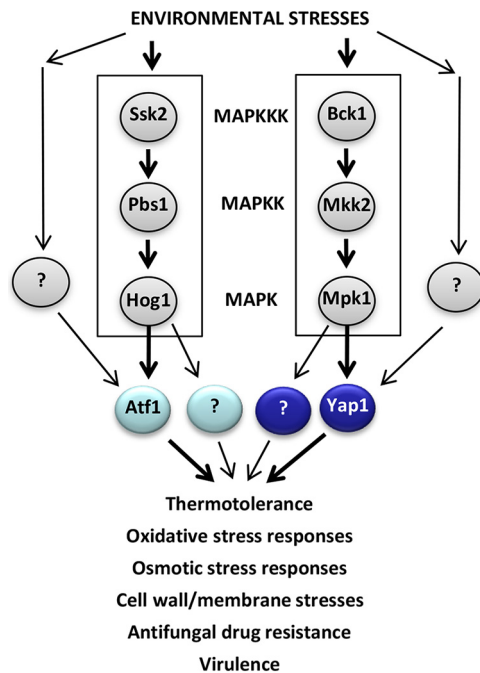 ENVIRONMENTAL STRESSES
Ssk2 MAPKKK Bck1
Pbs1 MAPKK Mkk2
? Hog1 MAPK Mpk1 ?
Atf1 ? ? Yap1
Thermotolerance
Oxidative stress responses
Osmotic stress responses
Cell wall/membrane stresses
Antifungal drug resistance
Virulence